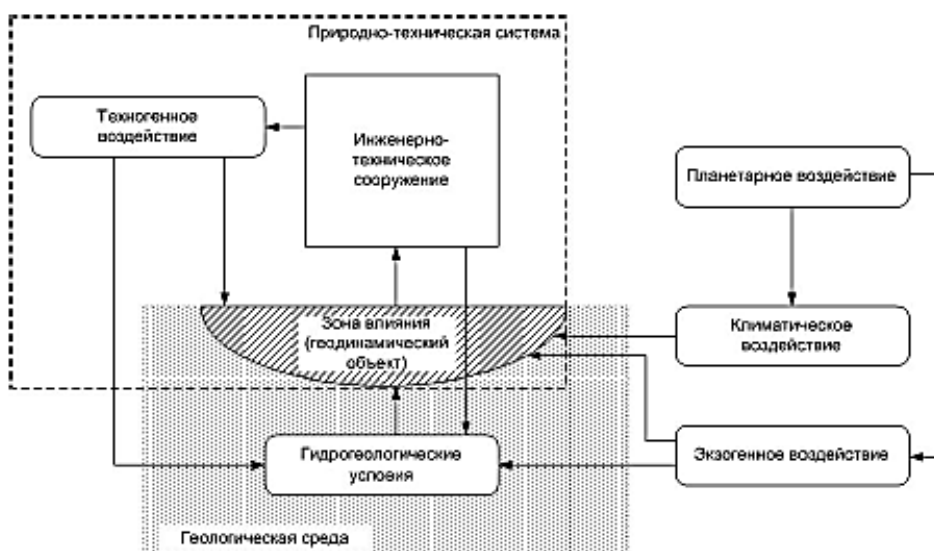 Природно-техническая система
Техногенное
воздействие
Инженерно-
техническое
сооружение
Планетарное воздействие
Зона влияния
(геодинамический
объект)
Климатическое
воздействие
Гидрогеологические
условия
Экзогенное воздействие
Геологическая среда